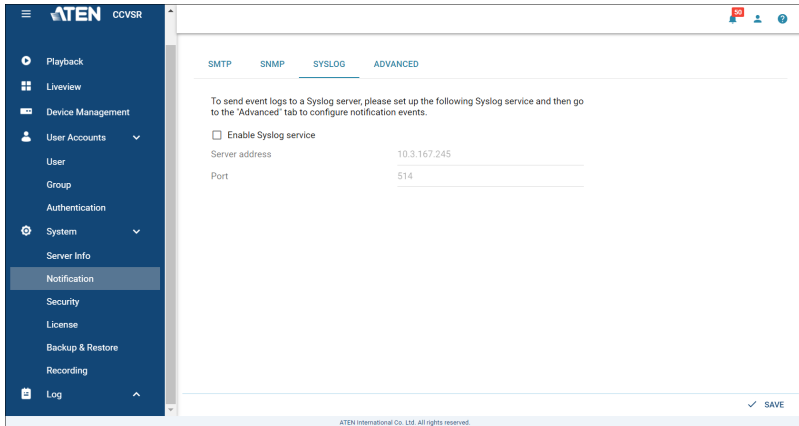 ATEN CCVSR
50
Playback
Liveview
Device Management
User Accounts
User
Group
Authentication
System
Server Info
Notification
Security
License
Backup & Restore
Recording
Log
SMTP SNMP SYSLOG ADVANCED
To send event logs to a Syslog server, please set up the following Syslog service and then go
to the "Advanced" tab to configure notification events.
Enable Syslog service
Server address 10.3.167.245
Port 514
SAVE
ATEN International Co. Ltd. All rights reserved.